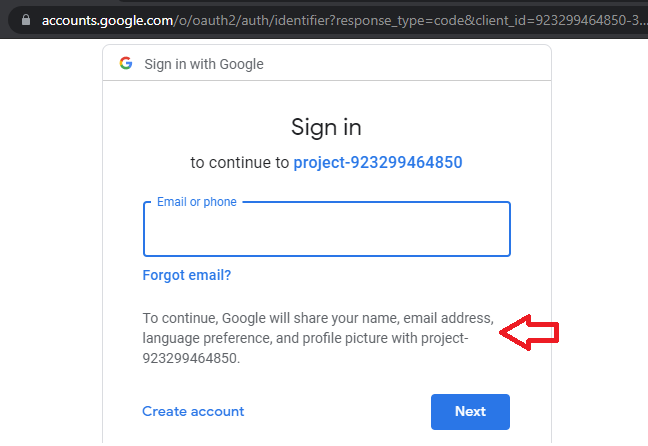 accounts.google.com/o/oauth2/auth/identifier?response_type=code&client_id=923299464850-3...
Sign in with Google
Sign in
to continue to project-923299464850
Email or phone
Forgot email?
To continue, Google will share your name, email address,
language preference, and profile picture with project-
923299464850.
Create account
Next